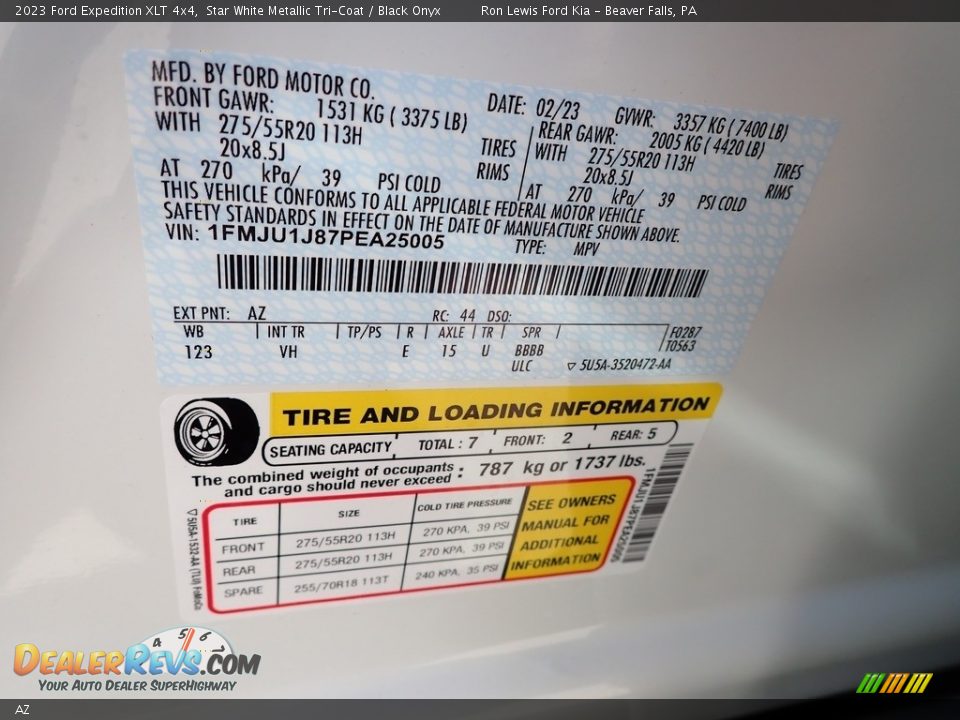 2023 Ford Expedition XLT 4x4, Star White Metallic Tri-Coat / Black Onyx Ron Lewis Ford Kia - Beaver Falls, PA
MFD. BY FORD MOTOR CO.
DATE: 02/23 GVWR: 3357 KG ( 7400 LB)
FRONT GAWR: 1531 KG ( 3375 LB)
REAR GAWR: 2005 KG ( 4420 LB)
WITH 275/55R20 113H TIRES
WITH 275/55R20 113H TIRES
20x8.5J RIMS
20x8.5J RIMS
AT 270 kPa/ 39 PSI COLD
AT 270 kPa/ 39 PSI COLD
THIS VEHICLE CONFORMS TO ALL APPLICABLE FEDERAL MOTOR VEHICLE
SAFETY STANDARDS IN EFFECT ON THE DATE OF MANUFACTURE SHOWN ABOVE.
VIN: 1FMJU1J87PEA25005
TYPE: MPV
EXT PNT: AZ RC: 44 DSO:
WB INT TR TP/PS R AXLE TR SPR F0287
123 VH E 15 U BBBB T0563
ULC ▽ 5U5A-3520472-AA
TIRE AND LOADING INFORMATION
SEATING CAPACITY TOTAL : 7 FRONT: 2 REAR: 5
The combined weight of occupants
and cargo should never exceed : 787 kg or 1737 lbs.
TIRE SIZE COLD TIRE PRESSURE
FRONT 275/55R20 113H 270 KPA, 39 PSI
REAR 275/55R20 113H 270 KPA, 39 PSI
SPARE 255/70R18 113T 240 KPA, 35 PSI
SEE OWNERS
MANUAL FOR
ADDITIONAL
INFORMATION
1FMJU1J87PEA25005
▽5U5A-1532-AA (TLU) FoMoCo
4 5 6
DealerRevs.com
Your Auto Dealer SuperHighway
AZ